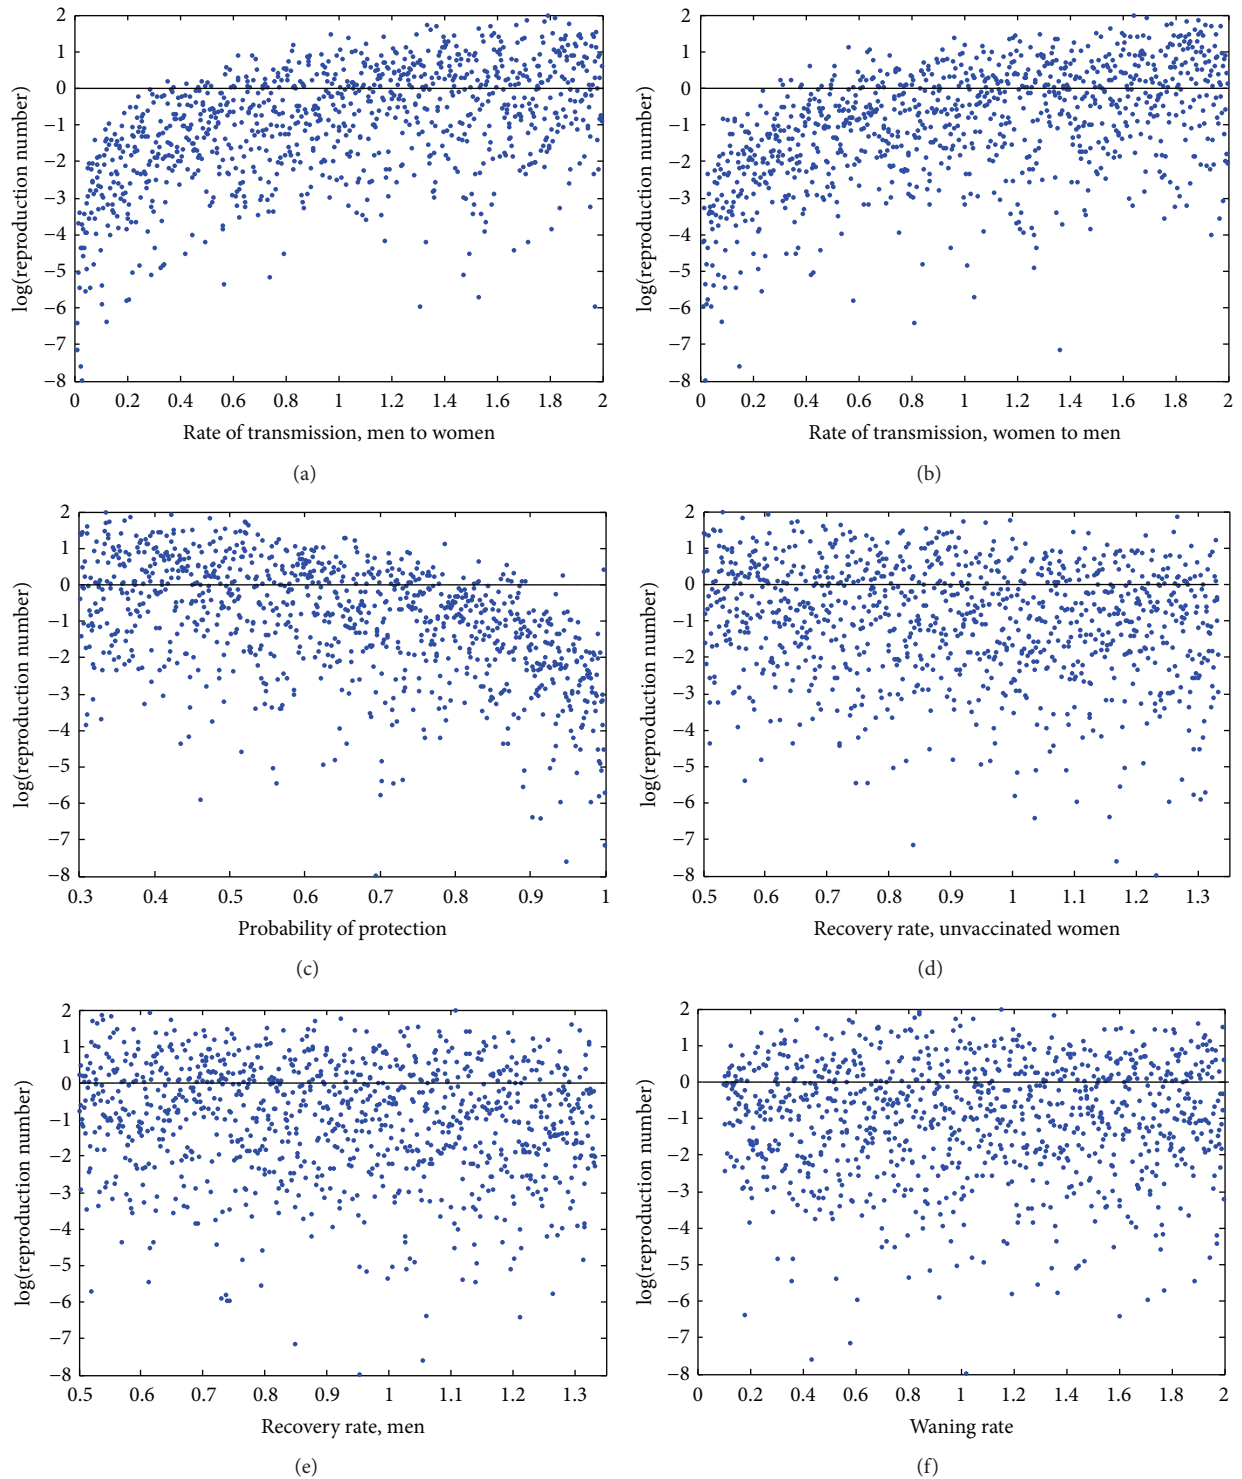 2
1
0
−1
−2
−3
−4
−5
−6
−7
−8
log(reproduction number)
0 0.2 0.4 0.6 0.8 1 1.2 1.4 1.6 1.8 2
Rate of transmission, men to women
(a)
2
1
0
−1
−2
−3
−4
−5
−6
−7
−8
log(reproduction number)
0 0.2 0.4 0.6 0.8 1 1.2 1.4 1.6 1.8 2
Rate of transmission, women to men
(b)
2
1
0
−1
−2
−3
−4
−5
−6
−7
−8
log(reproduction number)
0.3 0.4 0.5 0.6 0.7 0.8 0.9 1
Probability of protection
(c)
2
1
0
−1
−2
−3
−4
−5
−6
−7
−8
log(reproduction number)
0.5 0.6 0.7 0.8 0.9 1 1.1 1.2 1.3
Recovery rate, unvaccinated women
(d)
2
1
0
−1
−2
−3
−4
−5
−6
−7
−8
log(reproduction number)
0.5 0.6 0.7 0.8 0.9 1 1.1 1.2 1.3
Recovery rate, men
(e)
2
1
0
−1
−2
−3
−4
−5
−6
−7
−8
log(reproduction number)
0 0.2 0.4 0.6 0.8 1 1.2 1.4 1.6 1.8 2
Waning rate
(f)